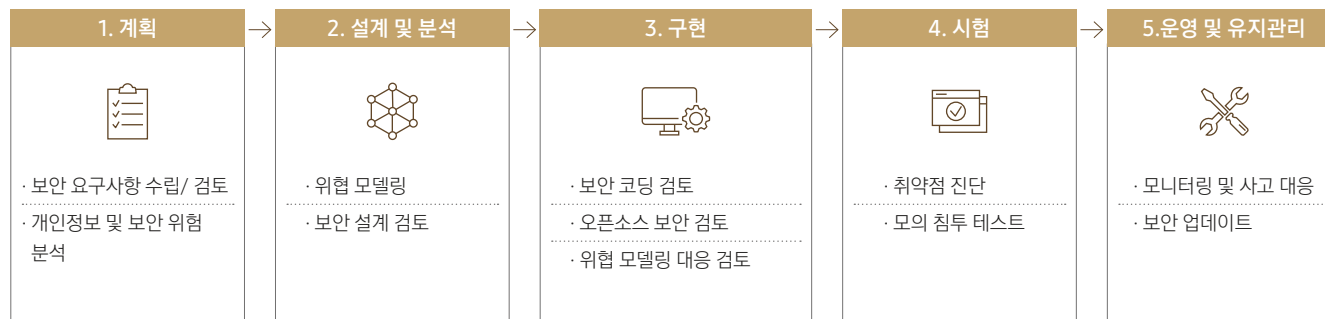 1. 계획
· 보안 요구사항 수립/ 검토
· 개인정보 및 보안 위험
분석
2. 설계 및 분석
· 위협 모델링
· 보안 설계 검토
3. 구현
· 보안 코딩 검토
· 오픈소스 보안 검토
· 위협 모델링 대응 검토
4. 시험
· 취약점 진단
· 모의 침투 테스트
5.운영 및 유지관리
· 모니터링 및 사고 대응
· 보안 업데이트